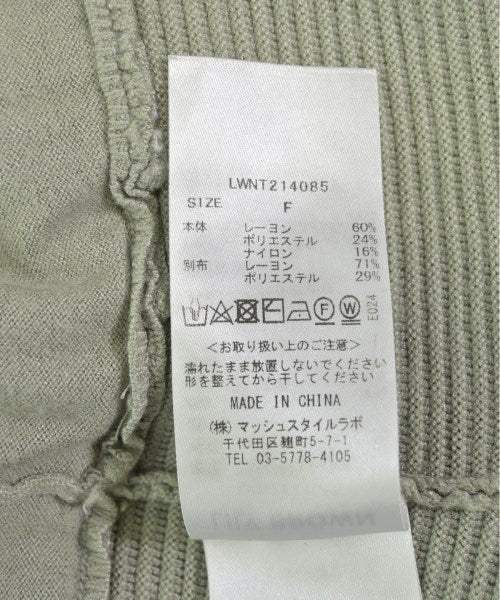 LWNT214085
SIZE F
本体 レーヨン 60%
ポリエステル 24%
ナイロン 16%
別布 レーヨン 71%
ポリエステル 29%
F W E024
<お取り扱い上のご注意>
濡れたまま放置しないでください
形を整えてから干してください
MADE IN CHINA
(株)マッシュスタイルラボ
千代田区麹町5-7-1
TEL 03-5778-4105
LILY BROWN